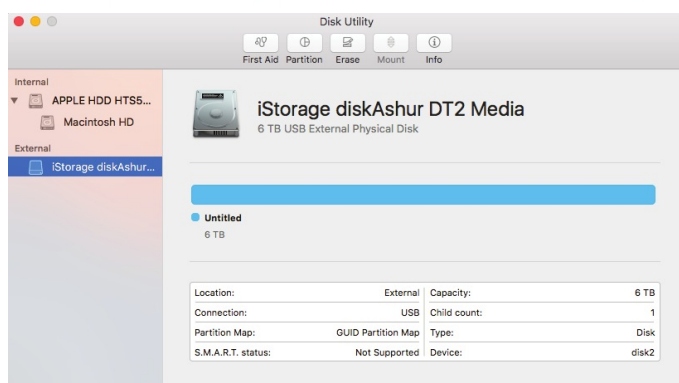 Disk Utility
First Aid Partition Erase Mount Info
Internal
APPLE HDD HTS5...
Macintosh HD
External
iStorage diskAshur...
iStorage diskAshur DT2 Media
6 TB USB External Physical Disk
Untitled
6 TB
Location: External Capacity: 6 TB
Connection: USB Child count: 1
Partition Map: GUID Partition Map Type: Disk
S.M.A.R.T. status: Not Supported Device: disk2